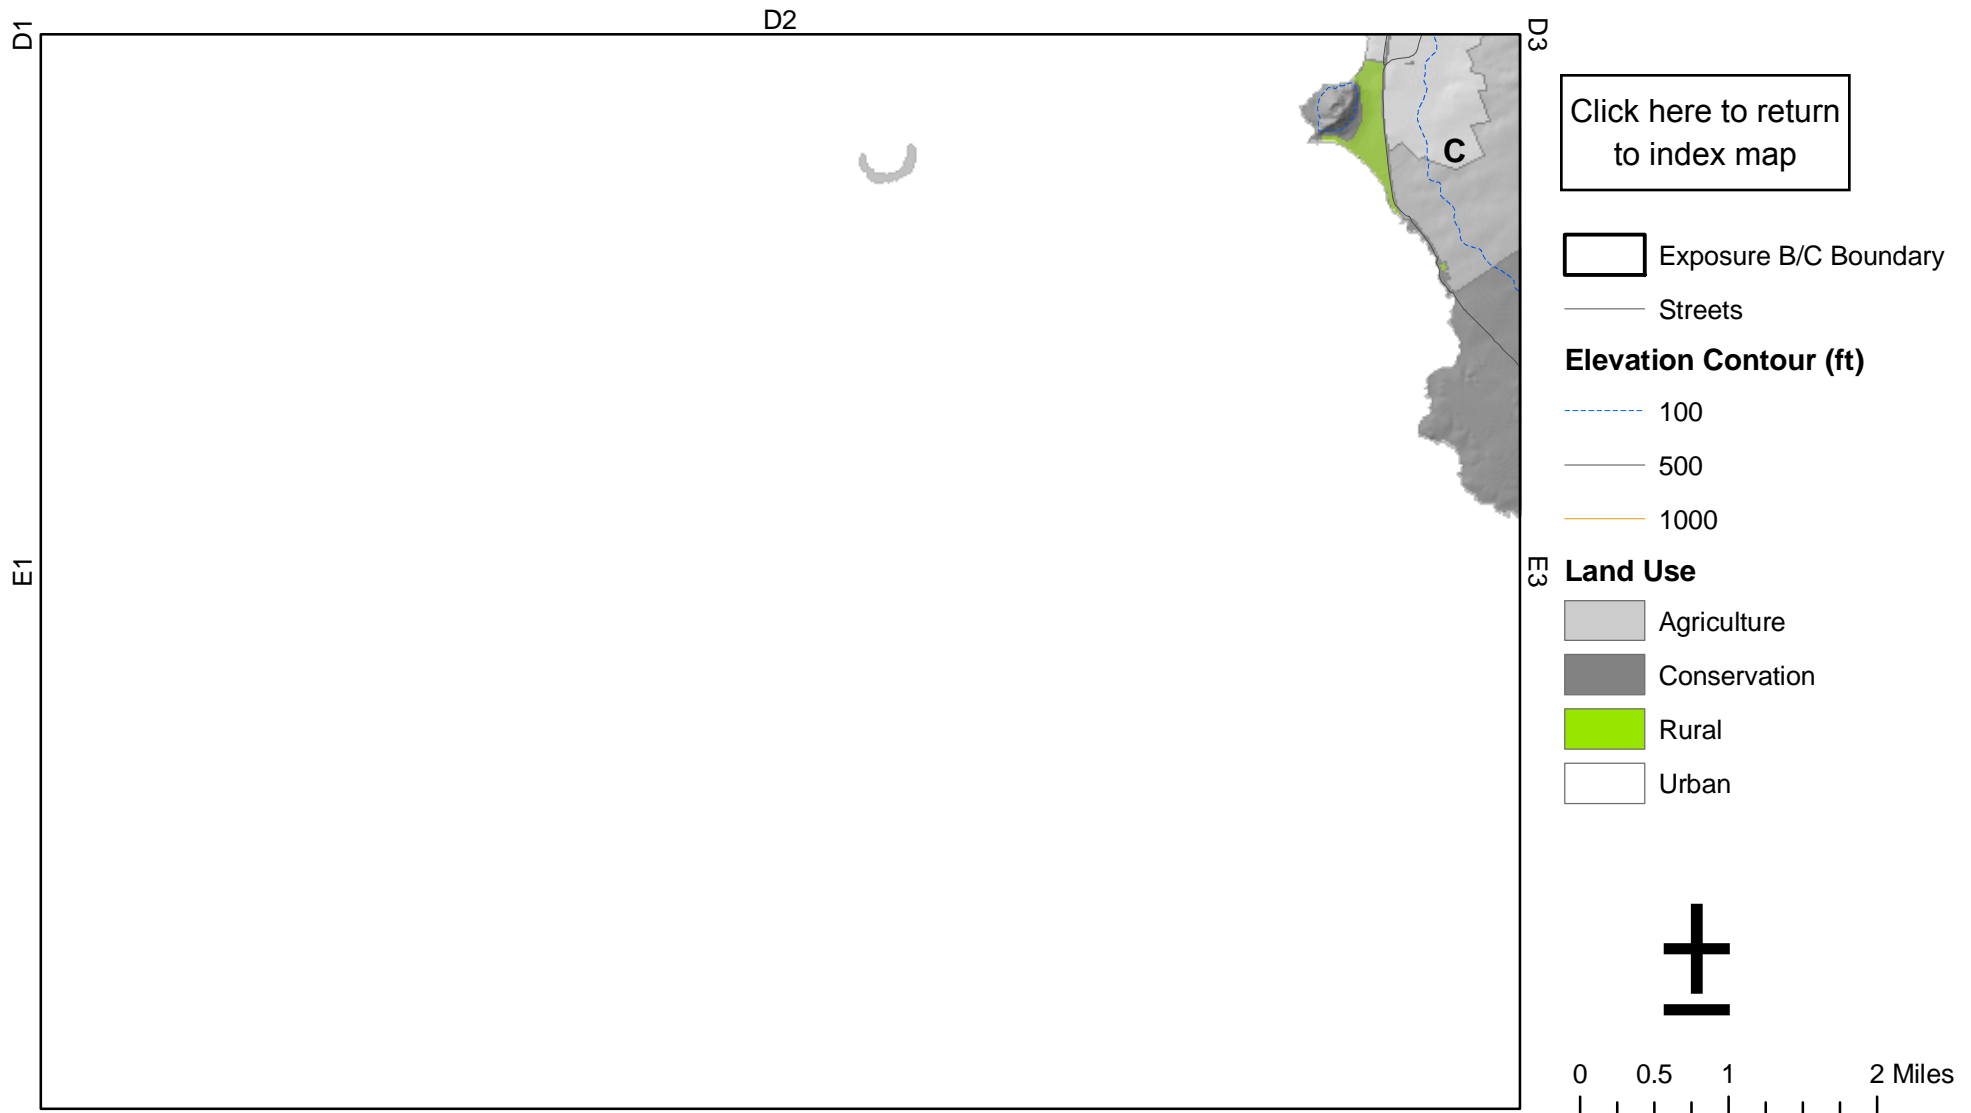 D1
D2
D3
Click here to return
to index map
C
Exposure B/C Boundary
Streets
Elevation Contour (ft)
100
500
1000
E1
E3
Land Use
Agriculture
Conservation
Rural
Urban
±
0 0.5 1 2 Miles